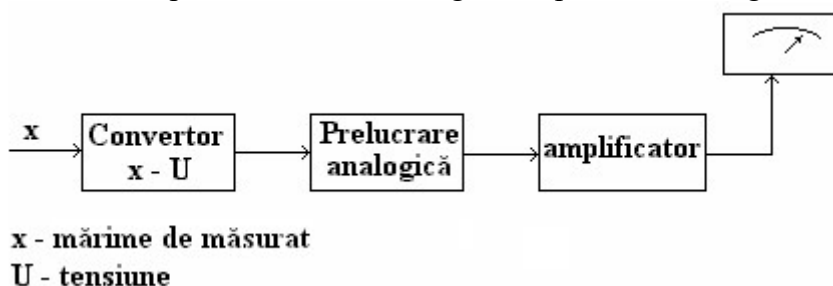 x
Convertor
x - U
Prelucrare
analogică
amplificator
x - mărime de măsurat
U - tensiune